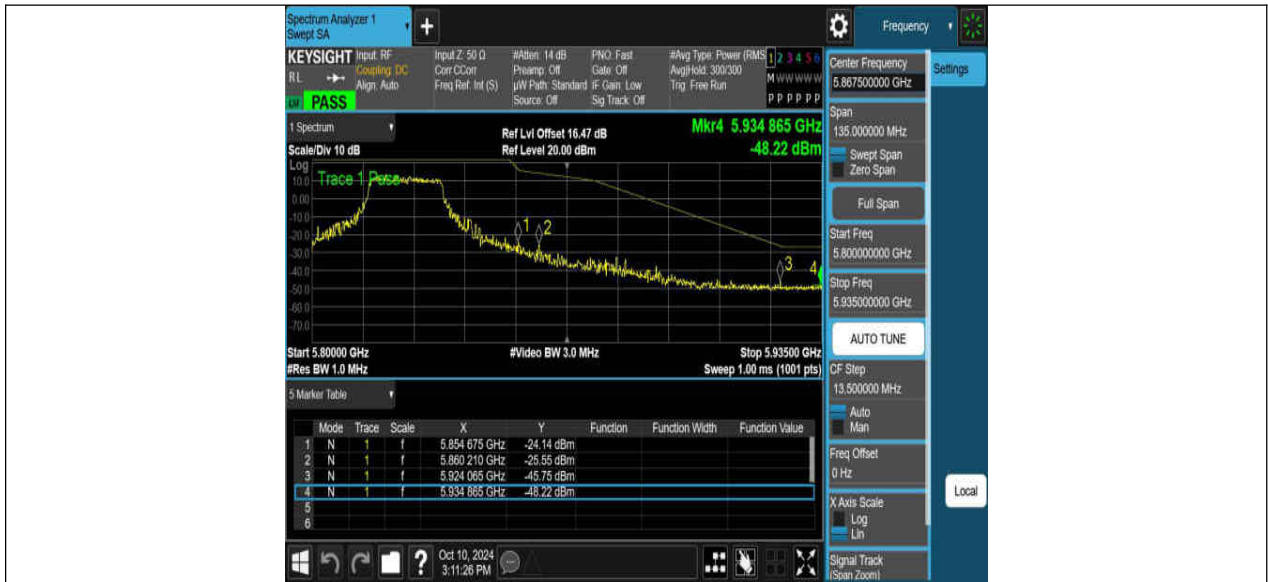 Spectrum Analyzer 1
Swept SA
+
Frequency
KEYSIGHT
RL
PASS
Input: RF
Coupling: DC
Align: Auto
Input Z: 50 Ω
Corr CCorr
Freq Ref: Int (S)
#Atten: 14 dB
Preamp: Off
µW Path: Standard
Source: Off
PNO: Fast
Gate: Off
IF Gain: Low
Sig Track: Off
#Avg Type: Power (RMS
Avg|Hold: 300/300
Trig: Free Run
1 2 3 4 5 6
M W W W W W
P P P P P P
1 Spectrum
Scale/Div 10 dB
Ref Lvl Offset 16.47 dB
Ref Level 20.00 dBm
Mkr4 5.934 865 GHz
-48.22 dBm
Log
Trace 1 Pass
10.0
0.00
-10.0
-20.0
-30.0
-40.0
-50.0
-60.0
-70.0
1
2
3
4
Start 5.80000 GHz
#Video BW 3.0 MHz
Stop 5.93500 GHz
#Res BW 1.0 MHz
Sweep 1.00 ms (1001 pts)
5 Marker Table
Mode Trace Scale X Y Function Function Width Function Value
1 N 1 f 5.854 675 GHz -24.14 dBm
2 N 1 f 5.860 210 GHz -25.55 dBm
3 N 1 f 5.924 065 GHz -45.75 dBm
4 N 1 f 5.934 865 GHz -48.22 dBm
5
6
?
Oct 10, 2024
3:11:26 PM
Center Frequency
5.867500000 GHz
Settings
Span
135.000000 MHz
Swept Span
Zero Span
Full Span
Start Freq
5.800000000 GHz
Stop Freq
5.935000000 GHz
AUTO TUNE
CF Step
13.500000 MHz
Auto
Man
Freq Offset
0 Hz
X Axis Scale
Log
Lin
Signal Track
(Span Zoom)
Local